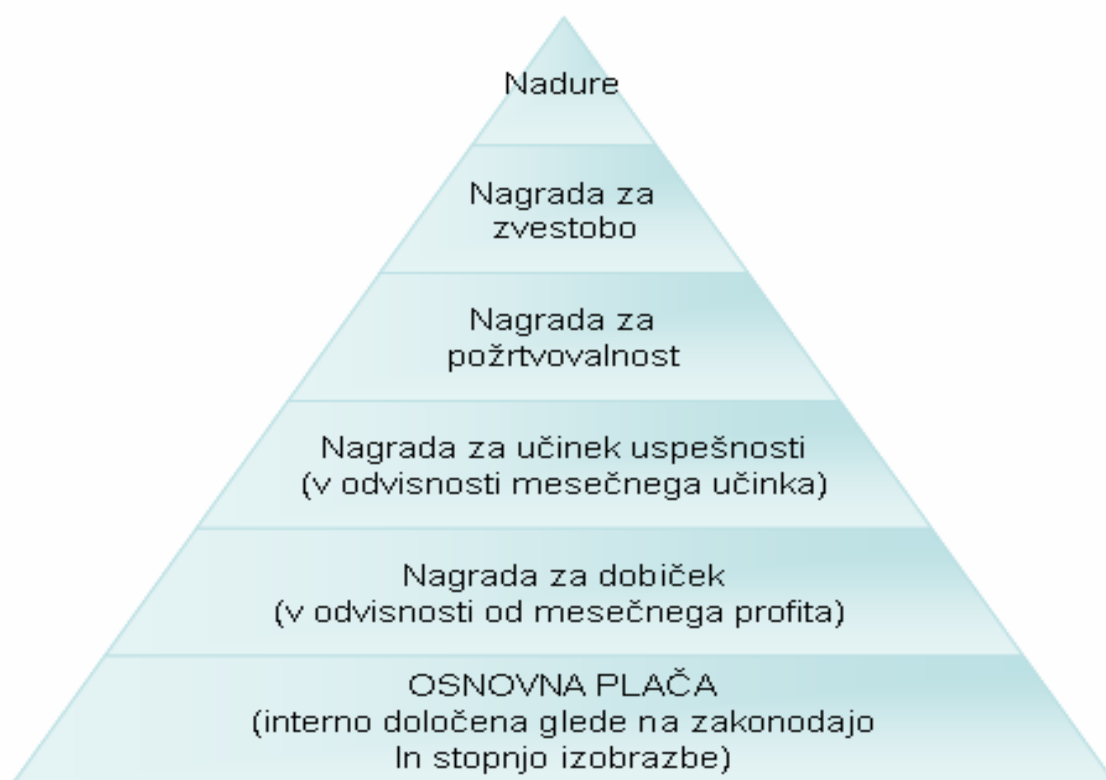 Nadure
Nagrada za
zvestobo
Nagrada za
požrtvovalnost
Nagrada za učinek uspešnosti
(v odvisnosti mesečnega učinka)
Nagrada za dobiček
(v odvisnosti od mesečnega profita)
OSNOVNA PLAČA
(interno določena glede na zakonodajo
In stopnjo izobrazbe)